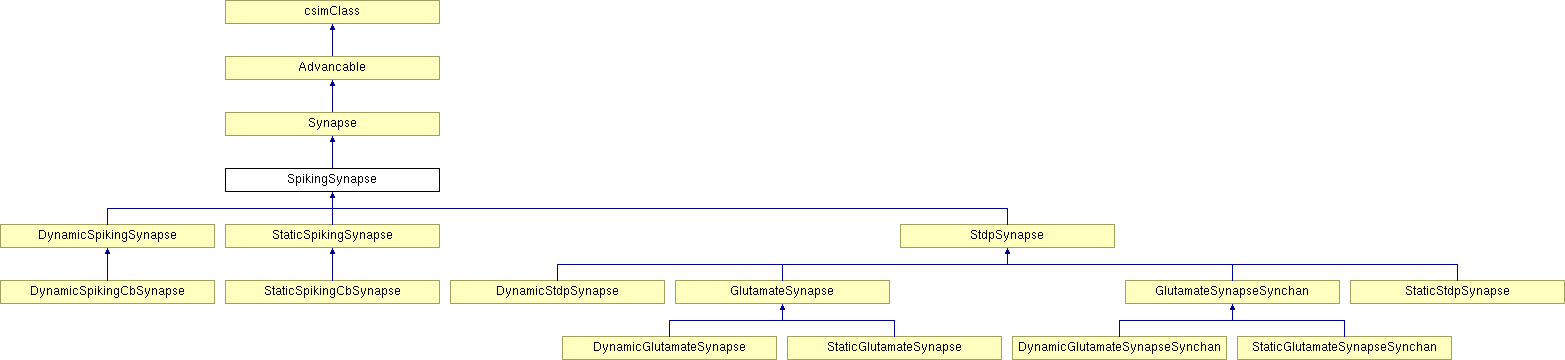 csimClass
Advancable
Synapse
SpikingSynapse
DynamicSpikingSynapse
StaticSpikingSynapse
StdpSynapse
DynamicSpikingCbSynapse
StaticSpikingCbSynapse
DynamicStdpSynapse
GlutamateSynapse
GlutamateSynapseSynchan
StaticStdpSynapse
DynamicGlutamateSynapse
StaticGlutamateSynapse
DynamicGlutamateSynapseSynchan
StaticGlutamateSynapseSynchan